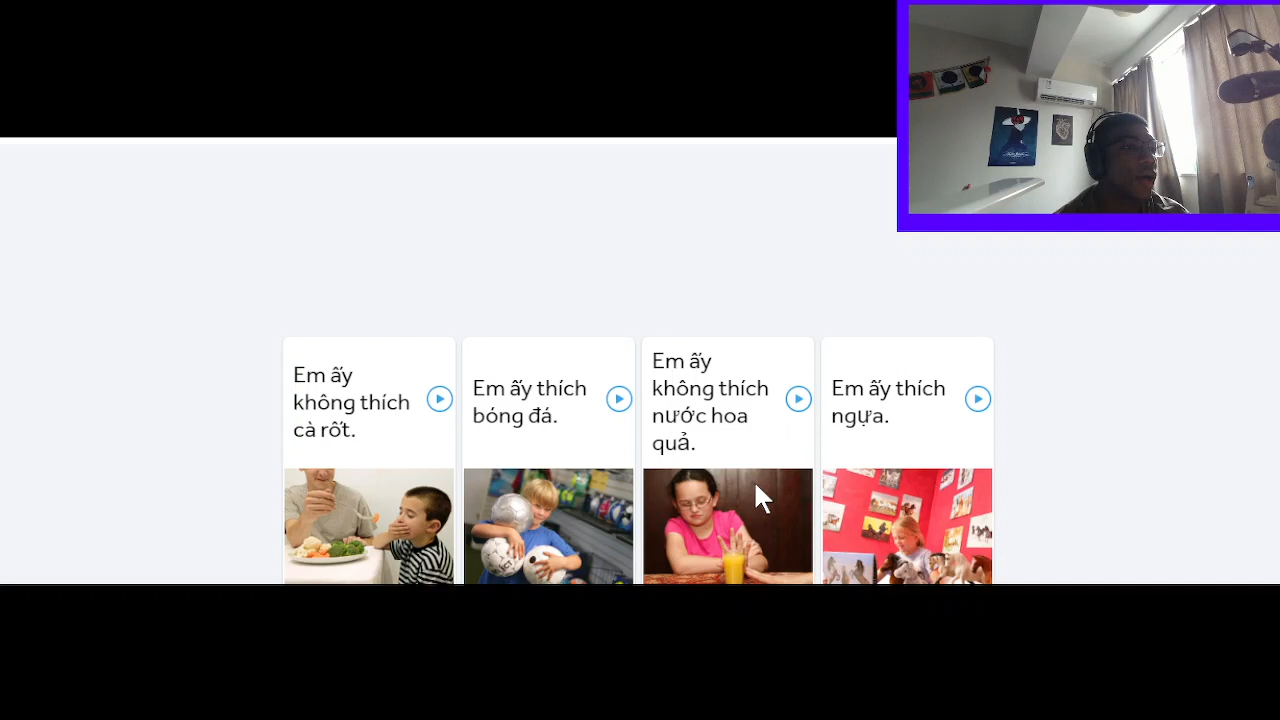 Em ấy
không thích
cà rốt.
Em ấy thích
bóng đá.
Em ấy
không thích
nước hoa
quả.
Em ấy thích
ngựa.